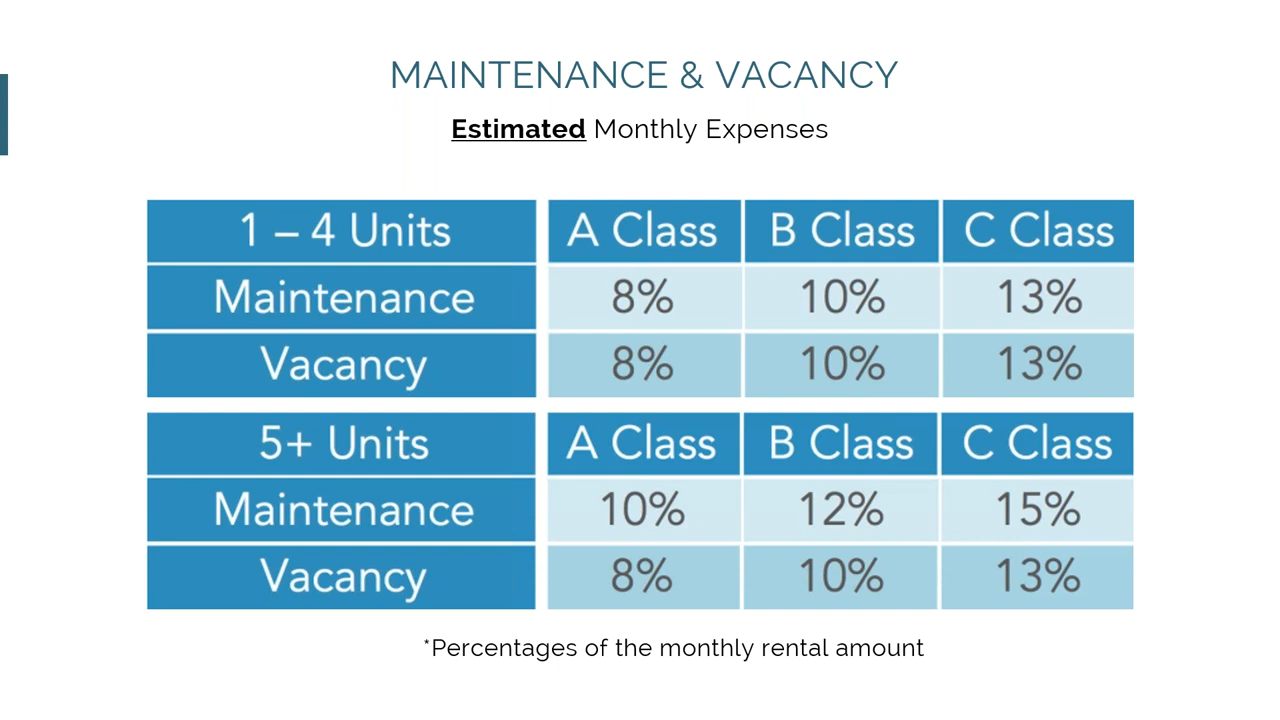 MAINTENANCE & VACANCY
Estimated Monthly Expenses
1 – 4 Units A Class B Class C Class
Maintenance 8% 10% 13%
Vacancy 8% 10% 13%
5+ Units A Class B Class C Class
Maintenance 10% 12% 15%
Vacancy 8% 10% 13%
*Percentages of the monthly rental amount